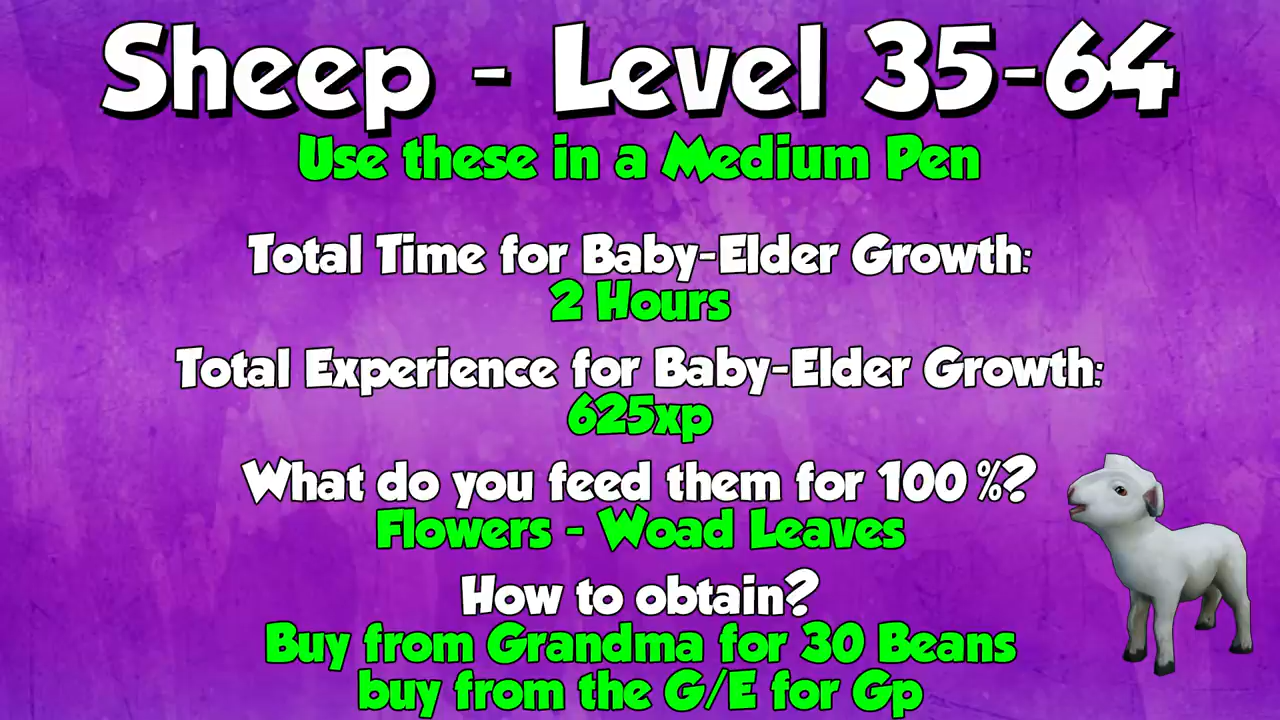 Sheep - Level 35-64
Use these in a Medium Pen
Total Time for Baby-Elder Growth:
2 Hours
Total Experience for Baby-Elder Growth:
625xp
What do you feed them for 100%?
Flowers - Woad Leaves
How to obtain?
Buy from Grandma for 30 Beans
buy from the G/E for Gp